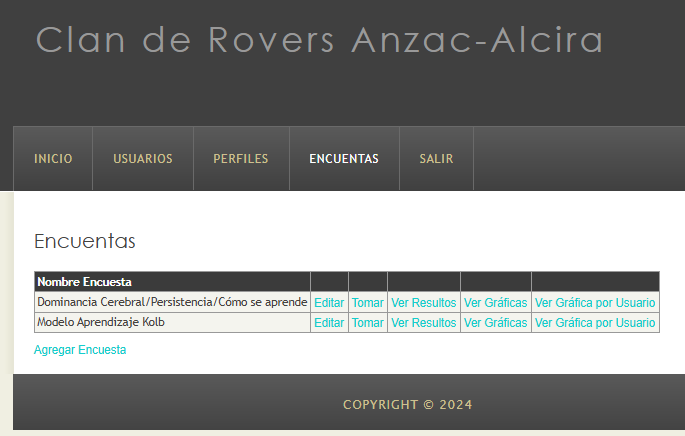 Clan de Rovers Anzac-Alcira
INICIO USUARIOS PERFILES ENCUENTAS SALIR
Encuentas
Nombre Encuesta
Dominancia Cerebral/Persistencia/Cómo se aprende Editar Tomar Ver Resultos Ver Gráficas Ver Gráfica por Usuario
Modelo Aprendizaje Kolb Editar Tomar Ver Resultos Ver Gráficas Ver Gráfica por Usuario
Agregar Encuesta
COPYRIGHT © 2024